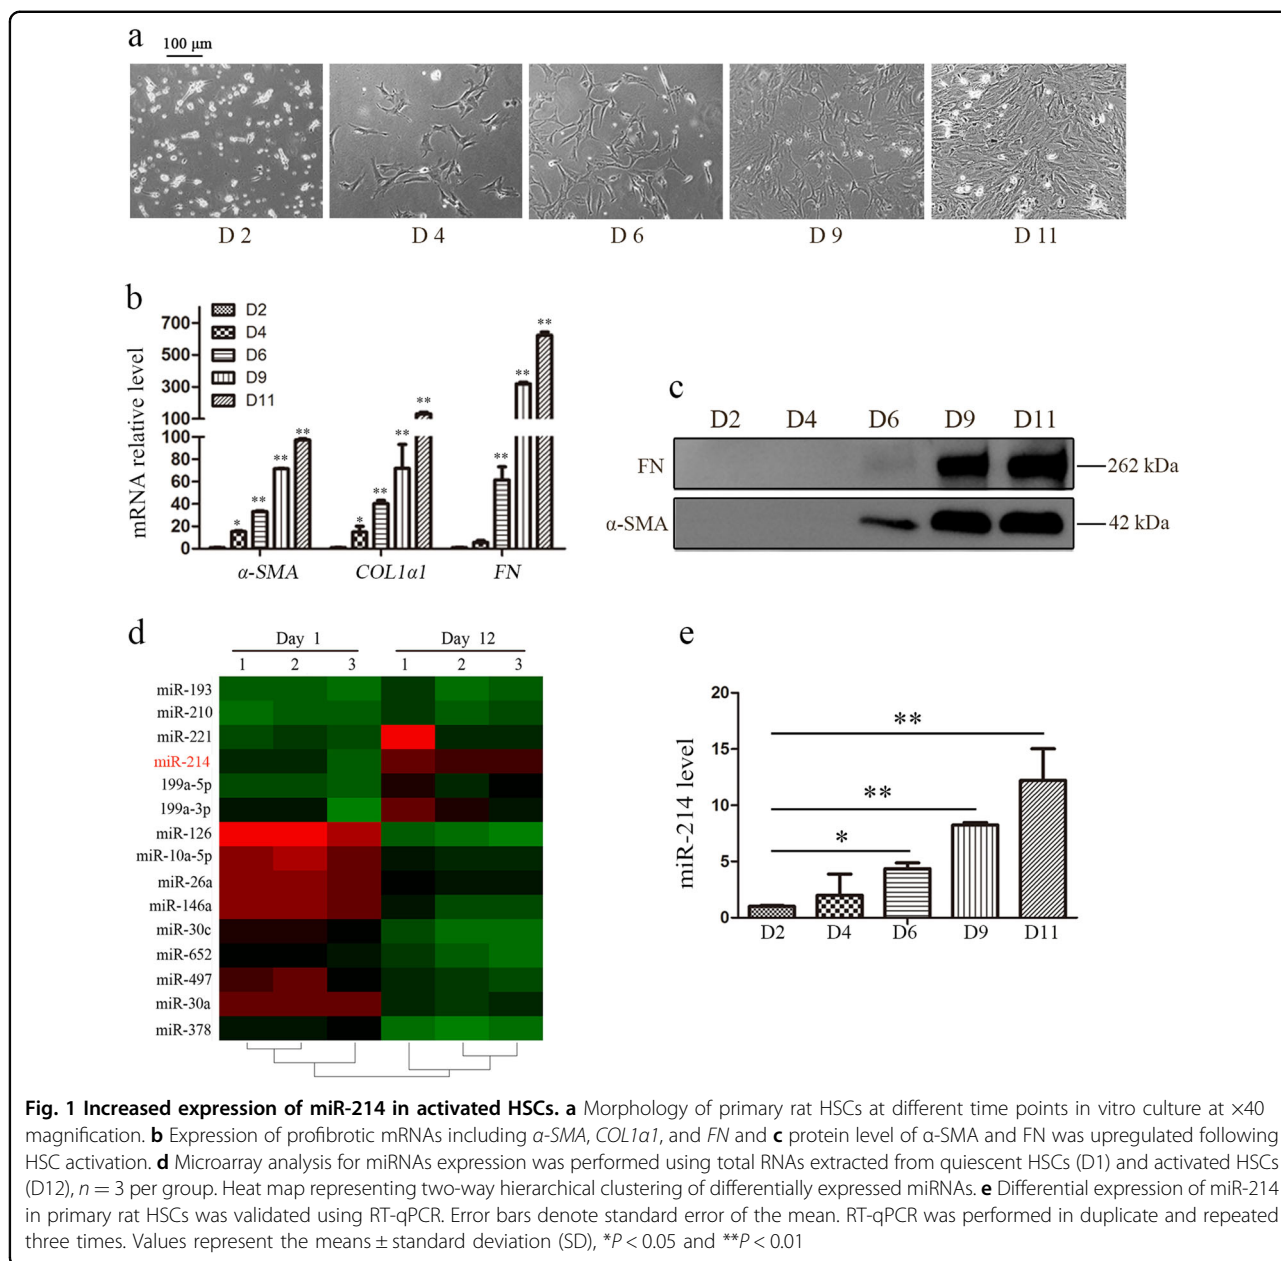 a
100 μm
D 2
D 4
D 6
D 9
D 11
b
mRNA relative level
700
500
300
100
100
80
60
40
20
0
D2
D4
D6
D9
D11
*
**
**
**
*
**
**
**
**
**
**
α-SMA
COL1α1
FN
c
D2
D4
D6
D9
D11
FN
262 kDa
α-SMA
42 kDa
d
Day 1
Day 12
1
2
3
1
2
3
miR-193
miR-210
miR-221
miR-214
199a-5p
199a-3p
miR-126
miR-10a-5p
miR-26a
miR-146a
miR-30c
miR-652
miR-497
miR-30a
miR-378
e
miR-214 level
20
15
10
5
0
**
**
*
D2
D4
D6
D9
D11
Fig. 1 Increased expression of miR-214 in activated HSCs. a Morphology of primary rat HSCs at different time points in vitro culture at ×40
magnification. b Expression of profibrotic mRNAs including α-SMA, COL1α1, and FN and c protein level of α-SMA and FN was upregulated following
HSC activation. d Microarray analysis for miRNAs expression was performed using total RNAs extracted from quiescent HSCs (D1) and activated HSCs
(D12), n = 3 per group. Heat map representing two-way hierarchical clustering of differentially expressed miRNAs. e Differential expression of miR-214
in primary rat HSCs was validated using RT-qPCR. Error bars denote standard error of the mean. RT-qPCR was performed in duplicate and repeated
three times. Values represent the means ± standard deviation (SD), *P < 0.05 and **P < 0.01